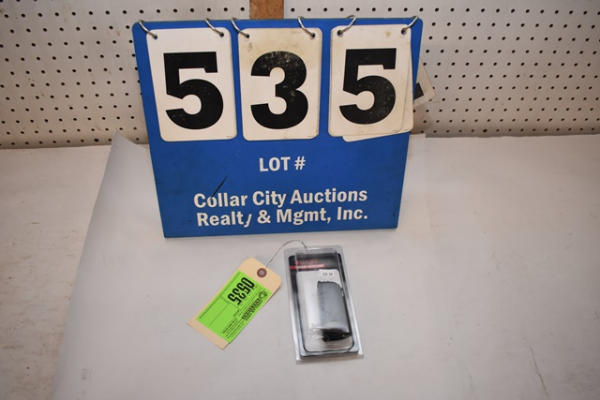 535
LOT #
Collar City Auctions
Realty & Mgmt, Inc.
0535